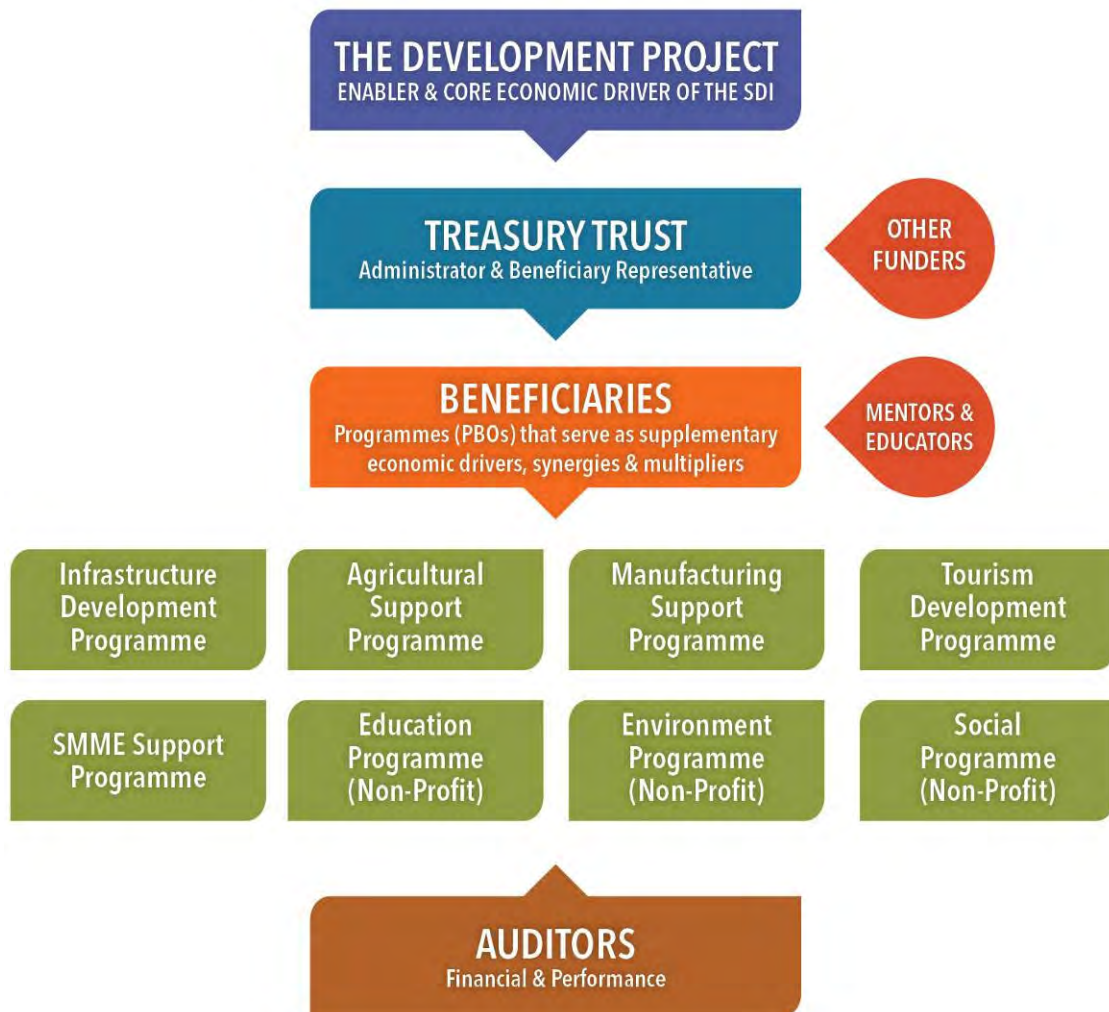 THE DEVELOPMENT PROJECT
ENABLER & CORE ECONOMIC DRIVER OF THE SDI
TREASURY TRUST
Administrator & Beneficiary Representative
OTHER
FUNDERS
BENEFICIARIES
Programmes (PBOs) that serve as supplementary
economic drivers, synergies & multipliers
MENTORS &
EDUCATORS
Infrastructure
Development
Programme
Agricultural
Support
Programme
Manufacturing
Support
Programme
Tourism
Development
Programme
SMME Support
Programme
Education
Programme
(Non-Profit)
Environment
Programme
(Non-Profit)
Social
Programme
(Non-Profit)
AUDITORS
Financial & Performance